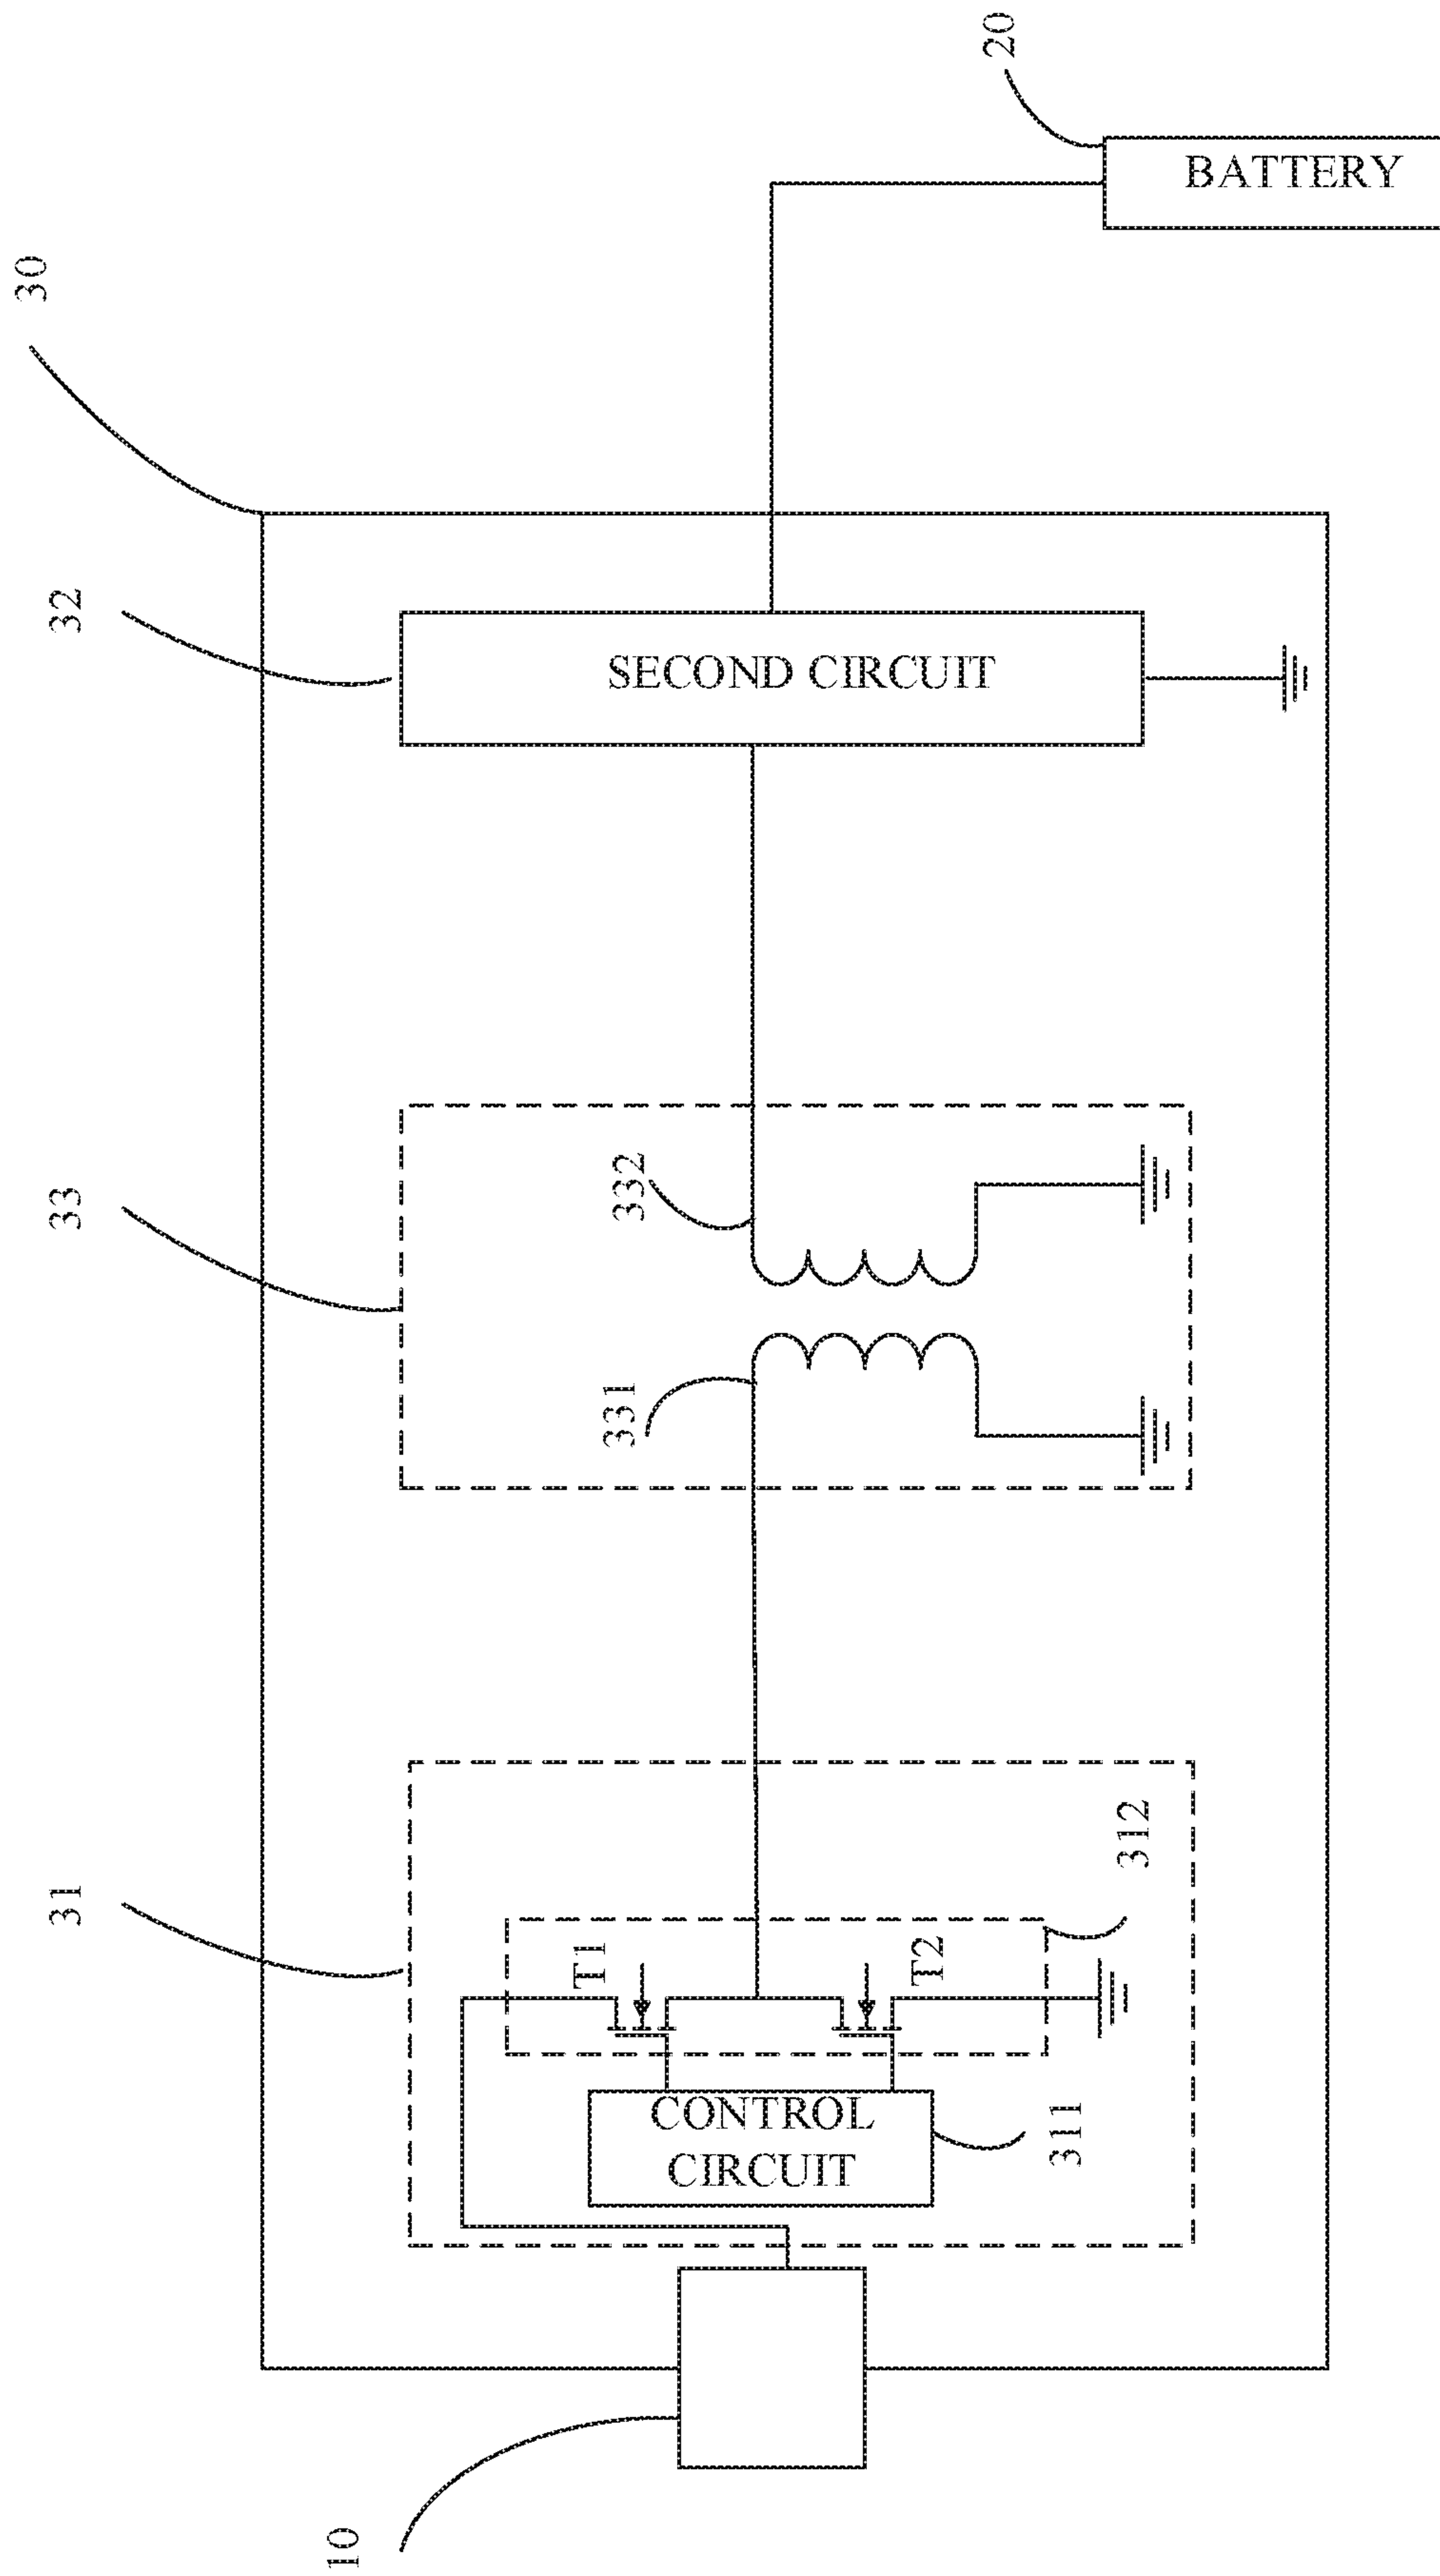 20
BATTERY
30
32
SECOND CIRCUIT
33
332
331
31
312
T1
T2
CONTROL
CIRCUIT
311
10